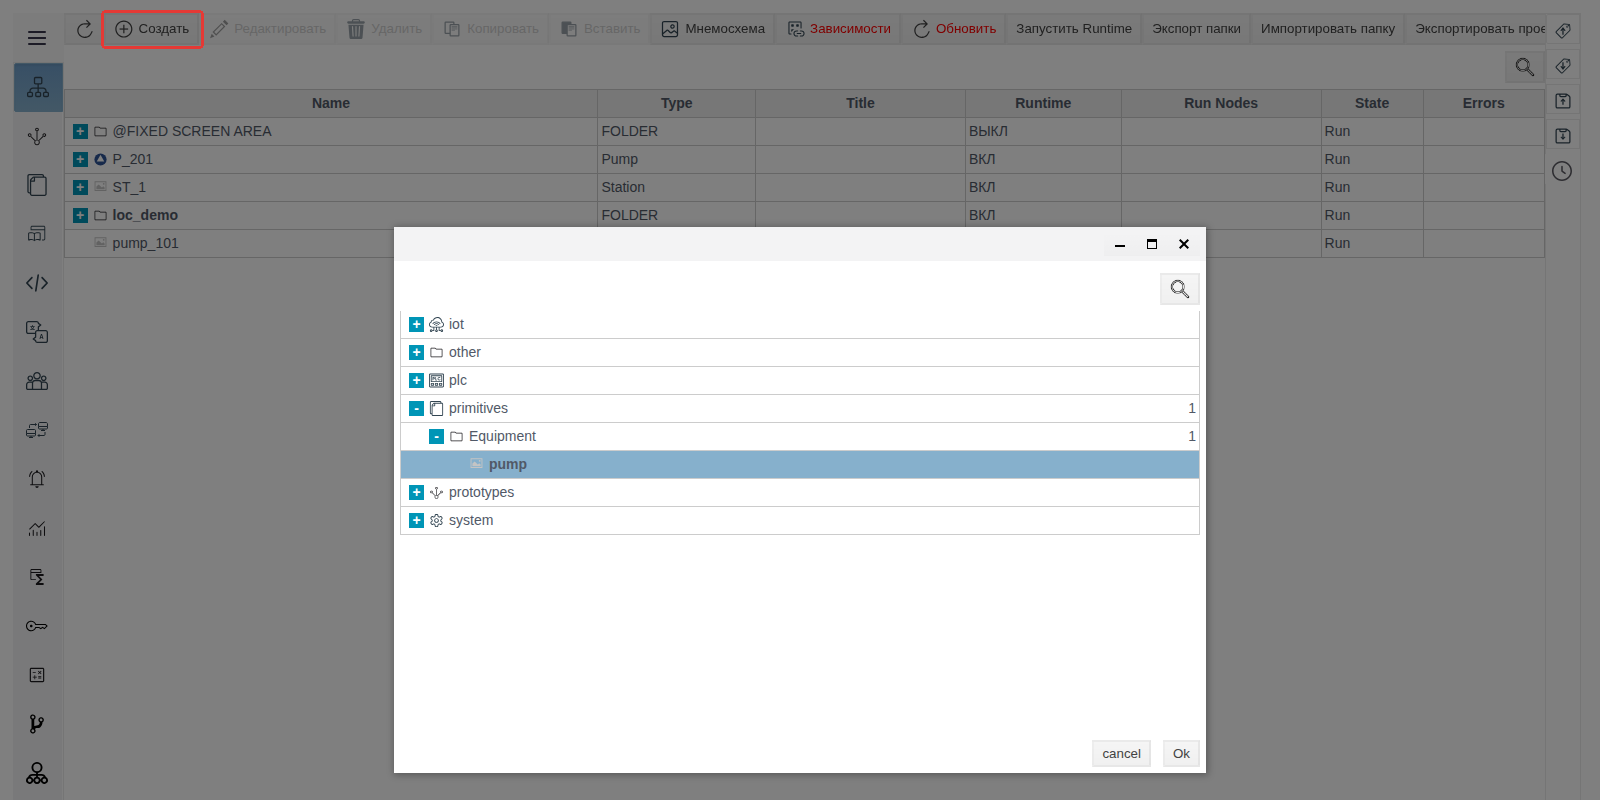 Создать Редактировать Удалить Копировать Вставить Мнемосхема Зависимости Обновить Запустить Runtime Экспорт папки Импортировать папку Экспортировать прое
Name Type Title Runtime Run Nodes State Errors
@FIXED SCREEN AREA FOLDER ВЫКЛ Run
P_201 Pump ВКЛ Run
ST_1 Station ВКЛ Run
loc_demo FOLDER ВКЛ Run
pump_101 Run
iot
other
plc
primitives 1
Equipment 1
pump
prototypes
system
cancel Ok